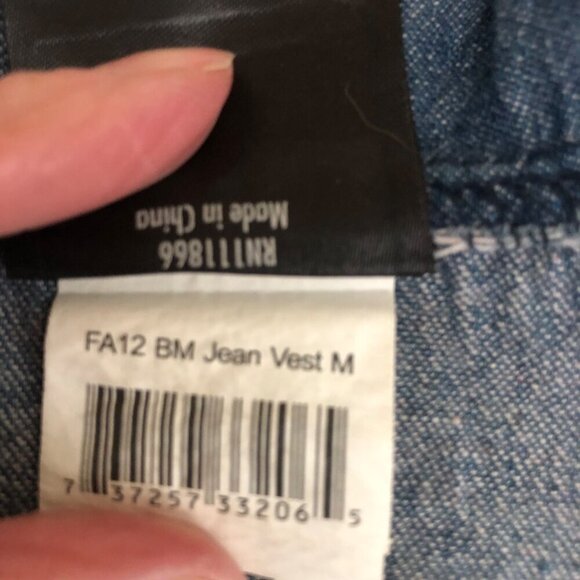 RN111866
Made in China
FA12 BM Jean Vest M
7 37257 33206 5